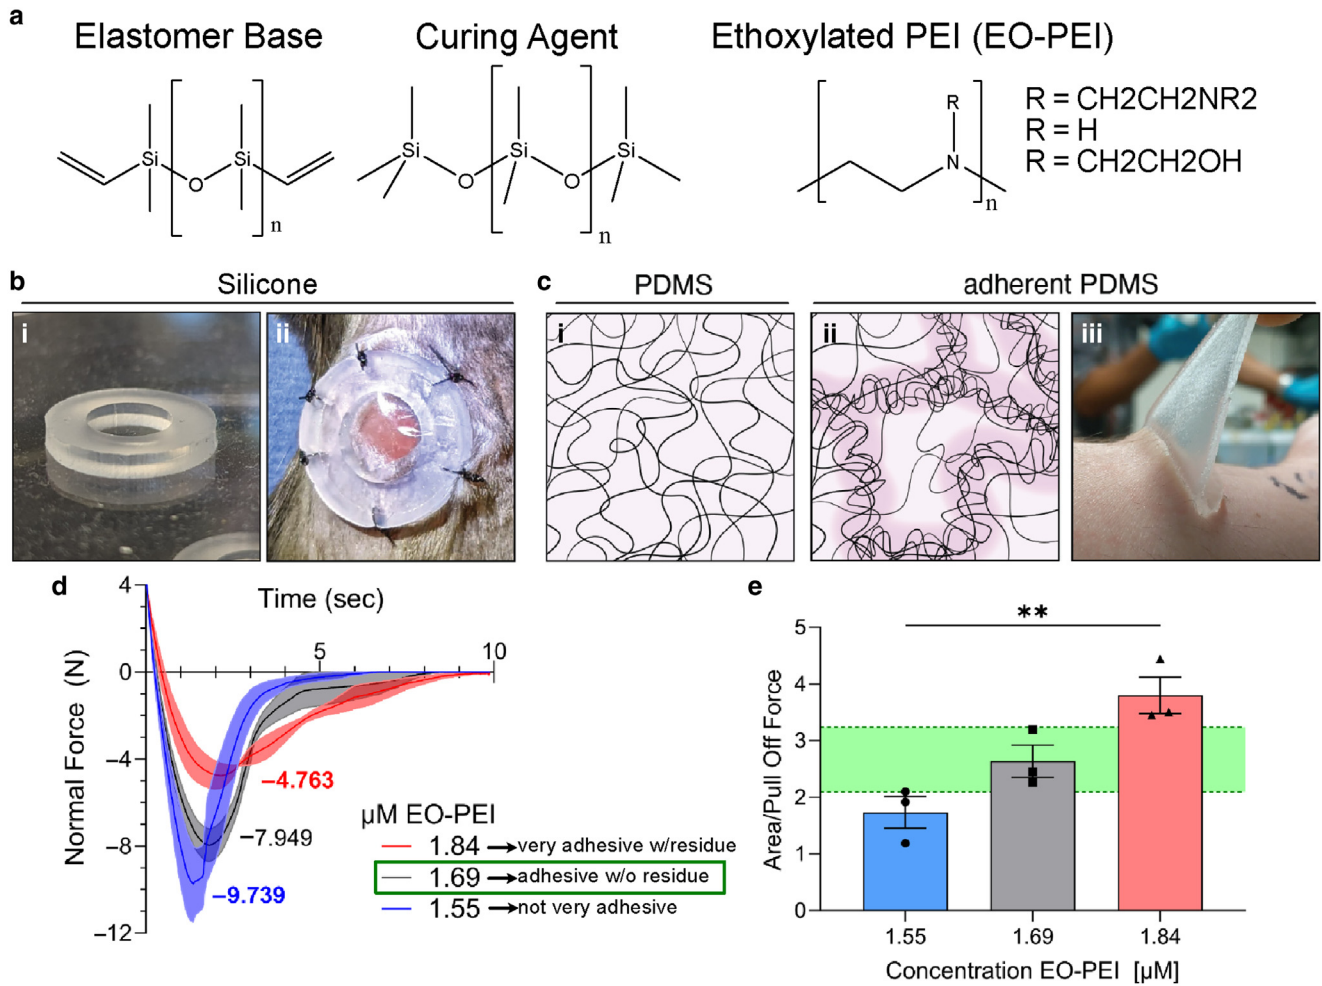 a
Elastomer Base
Curing Agent
Ethoxylated PEI (EO-PEI)
Si
O
Si
n
Si
O
Si
O
Si
n
R
N
n
R = CH2CH2NR2
R = H
R = CH2CH2OH
b
Silicone
i
ii
c
PDMS
adherent PDMS
i
ii
iii
d
Time (sec)
Normal Force (N)
4
0
−4
−8
−12
5
10
−4.763
−7.949
−9.739
µM EO-PEI
1.84 very adhesive w/residue
1.69 adhesive w/o residue
1.55 not very adhesive
e
**
Area/Pull Off Force
5
4
3
2
1
0
1.55
1.69
1.84
Concentration EO-PEI [µM]